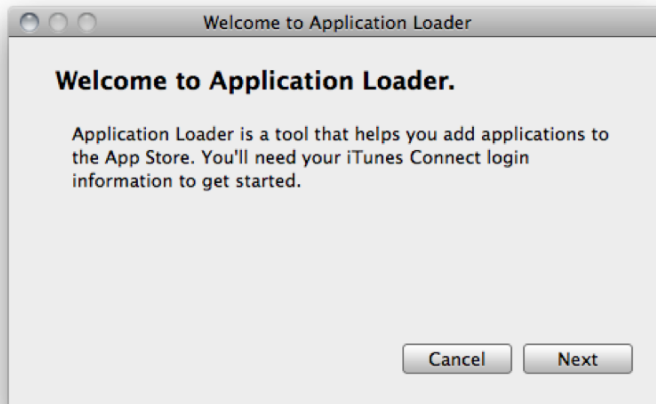 Welcome to Application Loader
Welcome to Application Loader.
Application Loader is a tool that helps you add applications to
the App Store. You'll need your iTunes Connect login
information to get started.
Cancel Next